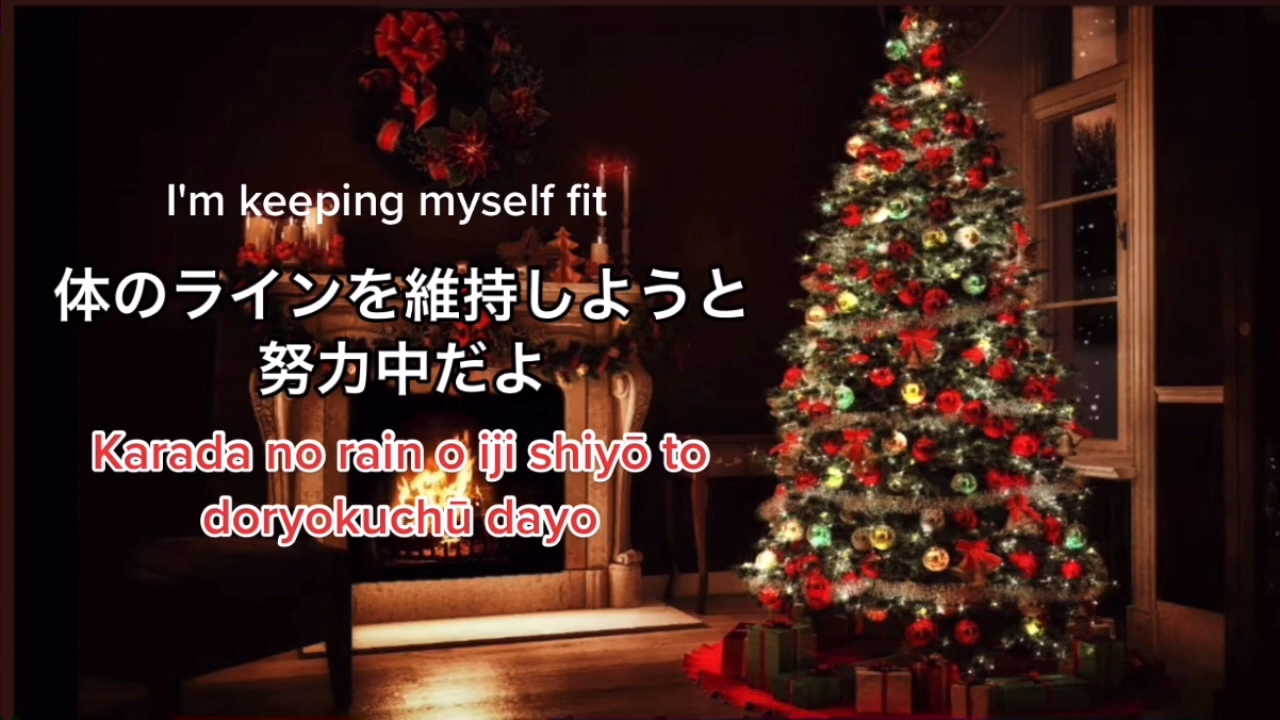 I'm keeping myself fit
体のラインを維持しようと
努力中だよ
Karada no rain o iji shiyō to
doryokuchū dayo